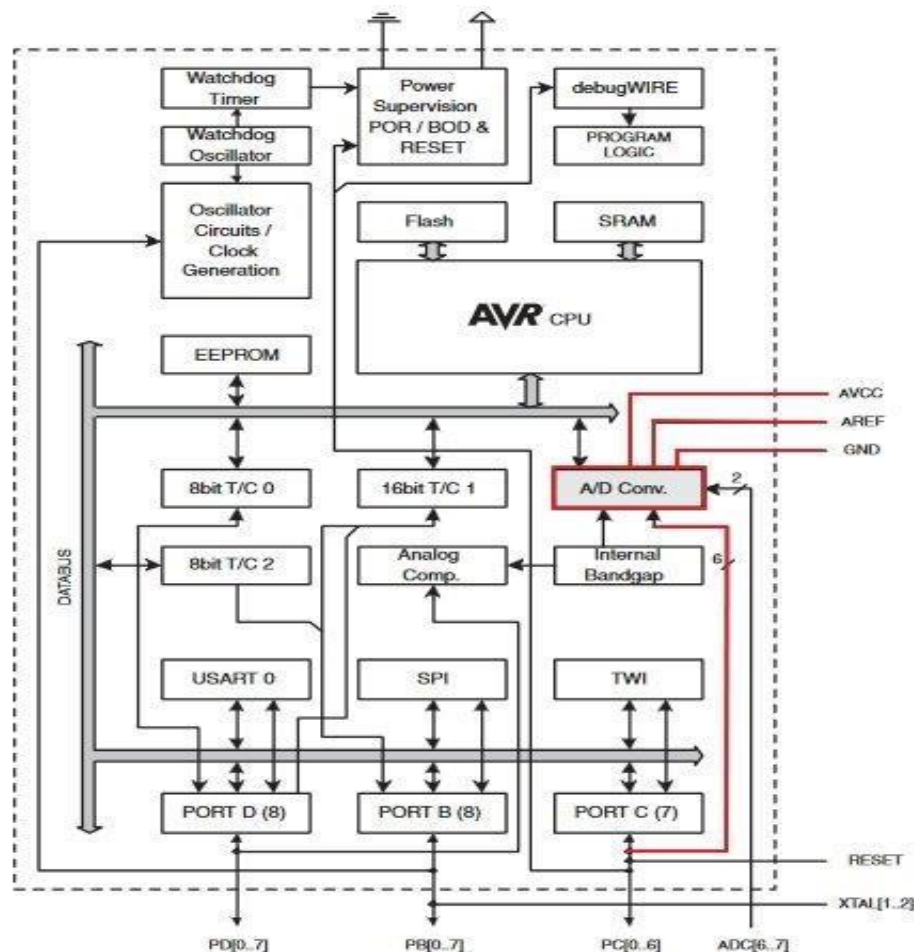 Watchdog
Timer
Power
Supervision
POR / BOD &
RESET
debugWIRE
Watchdog
Oscillator
PROGRAM
LOGIC
Oscillator
Circuits /
Clock
Generation
Flash
SRAM
AVR CPU
EEPROM
AVCC
AREF
GND
8bit T/C 0
16bit T/C 1
A/D Conv.
2
DATABUS
8bit T/C 2
Analog
Comp.
Internal
Bandgap
6
USART 0
SPI
TWI
PORT D (8)
PORT B (8)
PORT C (7)
RESET
XTAL[1..2]
PD[0..7]
PB[0..7]
PC[0..6]
ADC[6..7]